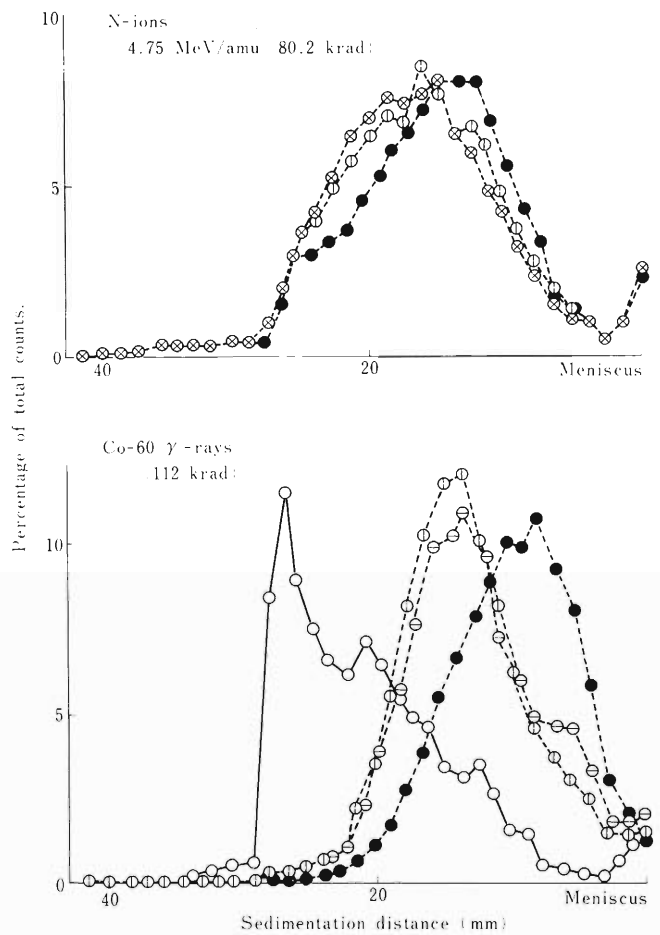 10
N-ions
4.75 MeV/amu 80.2 krad
5
0
40
20
Meniscus
Percentage of total counts.
Co-60 γ-rays
112 krad
10
5
0
40
20
Meniscus
Sedimentation distance (mm)